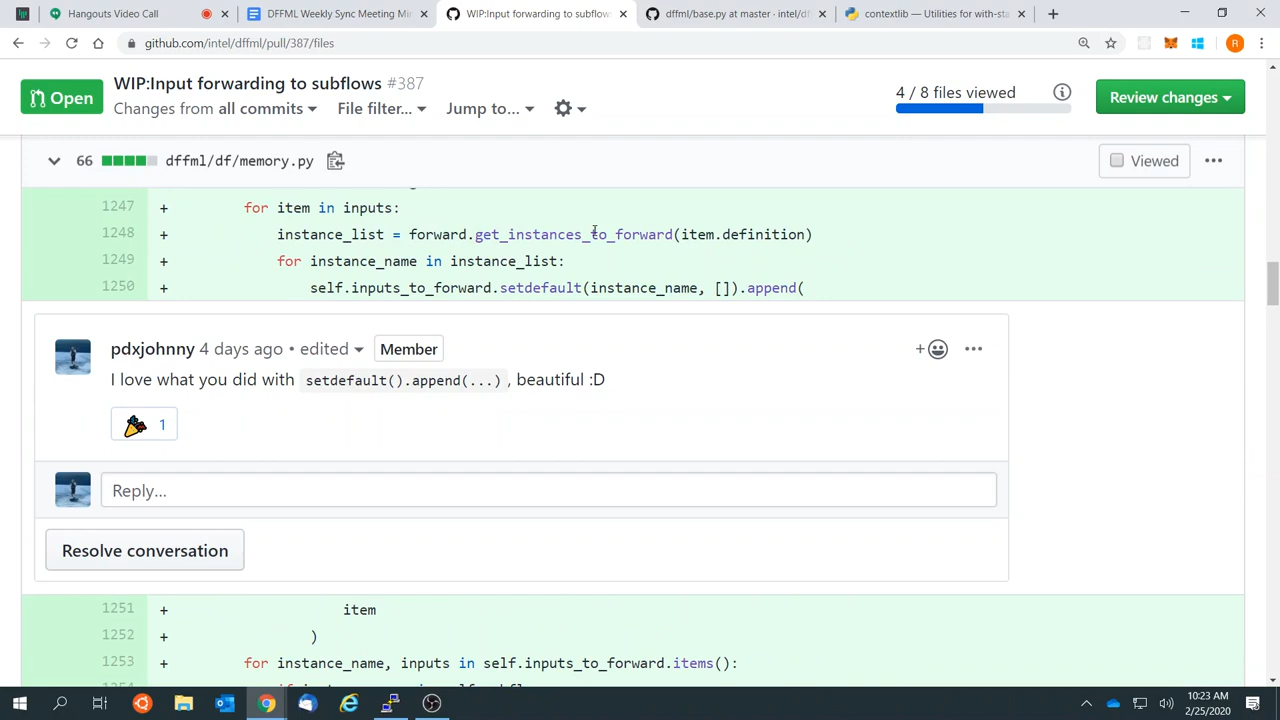 Hangouts Video Call
DFFML Weekly Sync Meeting Min
WIP:Input forwarding to subflows
dffml/base.py at master · intel/df
contextlib — Utilities for with-sta
github.com/intel/dffml/pull/387/files
R
Open
WIP:Input forwarding to subflows #387
Changes from all commits
File filter...
Jump to...
4 / 8 files viewed
Review changes
66 dffml/df/memory.py
Viewed
1247 + for item in inputs:
1248 + instance_list = forward.get_instances_to_forward(item.definition)
1249 + for instance_name in instance_list:
1250 + self.inputs_to_forward.setdefault(instance_name, []).append(
pdxjohnny 4 days ago • edited Member
I love what you did with setdefault().append(...), beautiful :D
1
Reply...
Resolve conversation
1251 + item
1252 + )
1253 + for instance_name, inputs in self.inputs_to_forward.items():
10:23 AM
2/25/2020